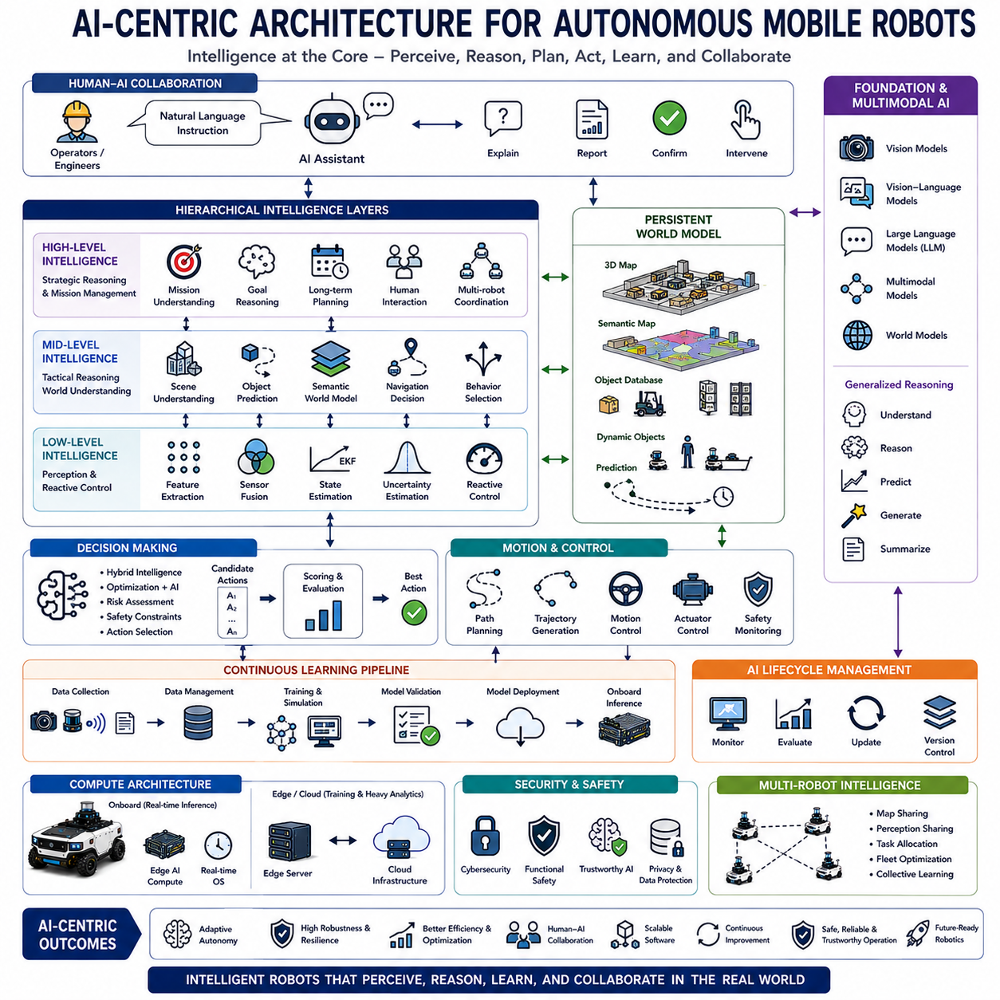 AI-CENTRIC ARCHITECTURE FOR AUTONOMOUS MOBILE ROBOTS
Intelligence at the Core – Perceive, Reason, Plan, Act, Learn, and Collaborate
HUMAN–AI COLLABORATION
Operators /
Engineers
Natural Language
Instruction
AI Assistant
?
Explain
Report
Confirm
Intervene
FOUNDATION &
MULTIMODAL AI
Vision Models
Vision–Language
Models
Large Language
Models (LLM)
Multimodal
Models
World Models
Generalized Reasoning
Understand
Reason
Predict
Generate
Summarize
HIERARCHICAL INTELLIGENCE LAYERS
HIGH-LEVEL
INTELLIGENCE
Strategic Reasoning
& Mission Management
Mission
Understanding
Goal
Reasoning
Long-term
Planning
Human
Interaction
Multi-robot
Coordination
MID-LEVEL
INTELLIGENCE
Tactical Reasoning
World Understanding
Scene
Understanding
Object
Prediction
Semantic
World Model
Navigation
Decision
Behavior
Selection
LOW-LEVEL
INTELLIGENCE
Perception &
Reactive Control
Feature
Extraction
Sensor
Fusion
EKF
State
Estimation
Uncertainty
Estimation
Reactive
Control
PERSISTENT
WORLD MODEL
3D Map
Semantic Map
Object Database
Dynamic Objects
Prediction
DECISION MAKING
• Hybrid Intelligence
• Optimization + AI
• Risk Assessment
• Safety Constraints
• Action Selection
Candidate
Actions
A₁
A₂
...
Aₙ
Scoring &
Evaluation
Best
Action
MOTION & CONTROL
Path
Planning
Trajectory
Generation
Motion
Control
Actuator
Control
Safety
Monitoring
CONTINUOUS LEARNING PIPELINE
Data Collection
Data Management
Training &
Simulation
Model Validation
Model Deployment
Onboard
Inference
AI LIFECYCLE MANAGEMENT
Monitor
Evaluate
Update
Version
Control
COMPUTE ARCHITECTURE
Onboard (Real-time Inference)
Edge AI
Compute
Real-time
OS
Edge / Cloud (Training & Heavy Analytics)
Edge Server
Cloud
Infrastructure
SECURITY & SAFETY
Cybersecurity
Functional
Safety
Trustworthy AI
Privacy &
Data Protection
MULTI-ROBOT INTELLIGENCE
• Map Sharing
• Perception Sharing
• Task Allocation
• Fleet Optimization
• Collective Learning
AI-CENTRIC
OUTCOMES
Adaptive
Autonomy
High Robustness &
Resilience
Better Efficiency &
Optimization
Human–AI
Collaboration
Scalable
Software
Continuous
Improvement
Safe, Reliable &
Trustworthy Operation
Future-Ready
Robotics
INTELLIGENT ROBOTS THAT PERCEIVE, REASON, LEARN, AND COLLABORATE IN THE REAL WORLD